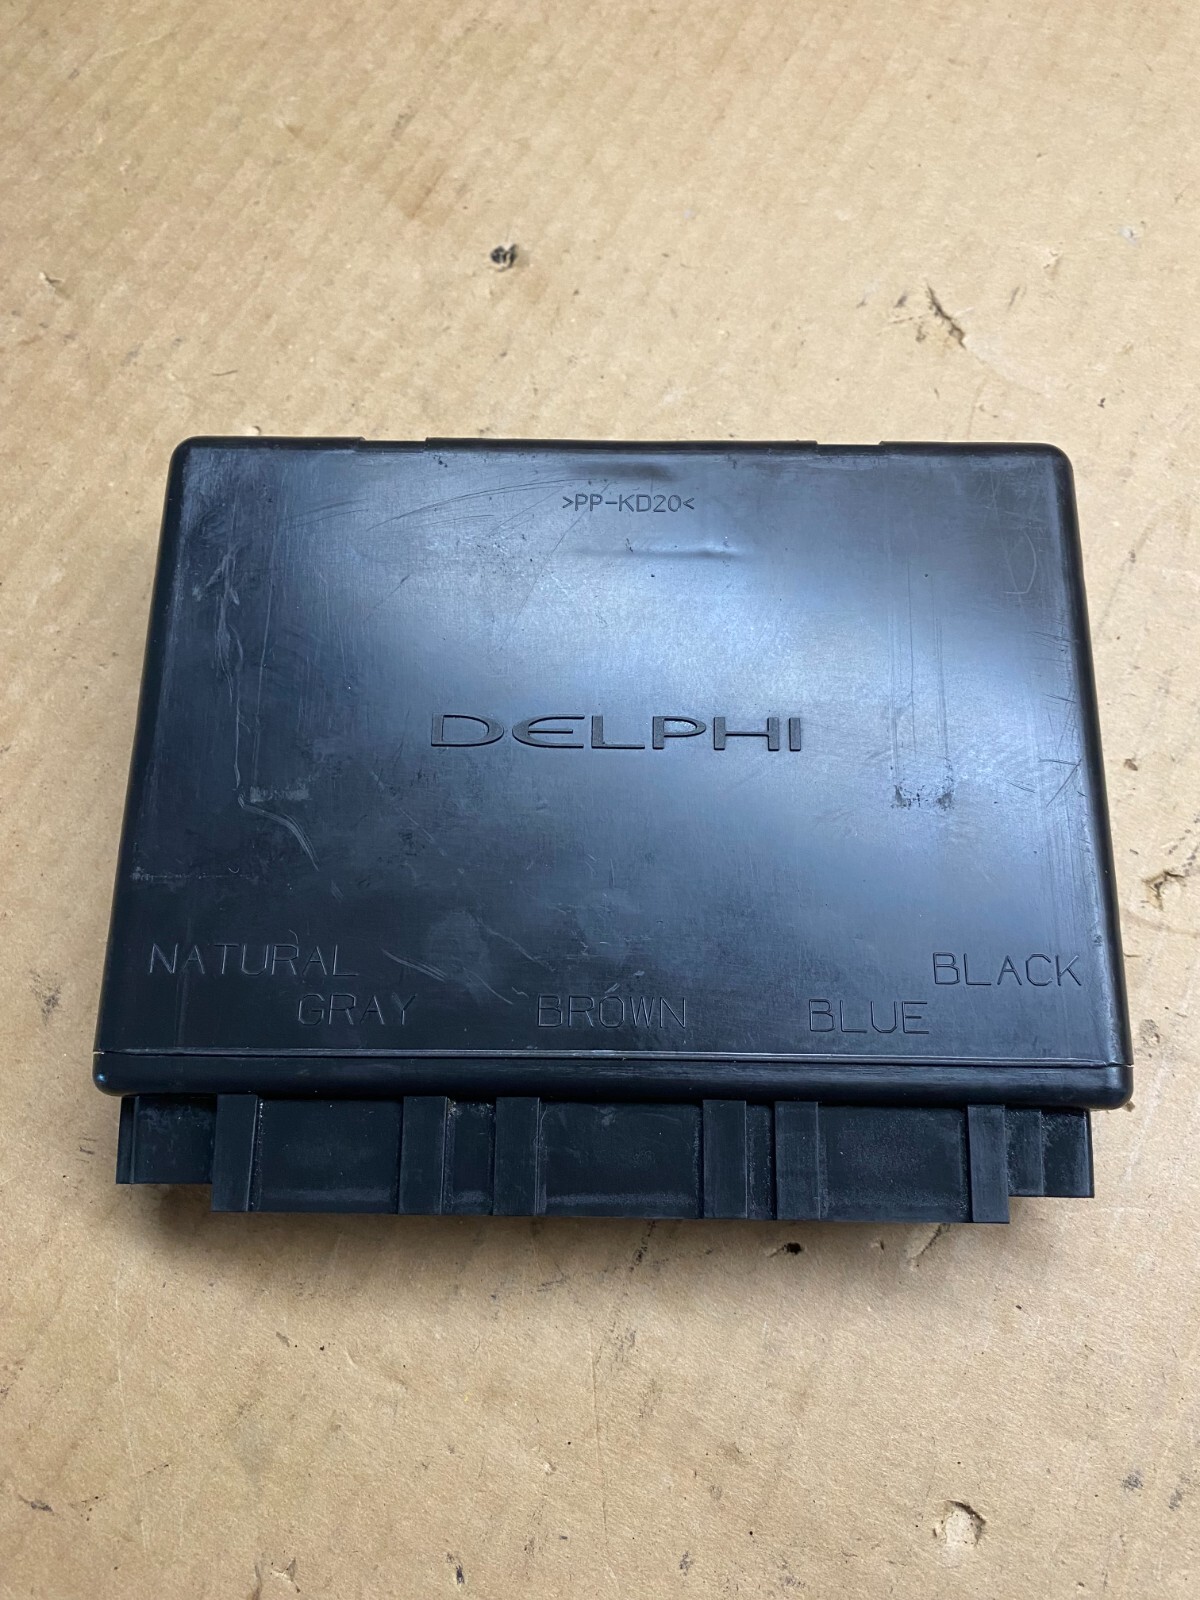 >PP-KD20<
DELPHI
NATURAL
BLACK
GRAY BROWN BLUE